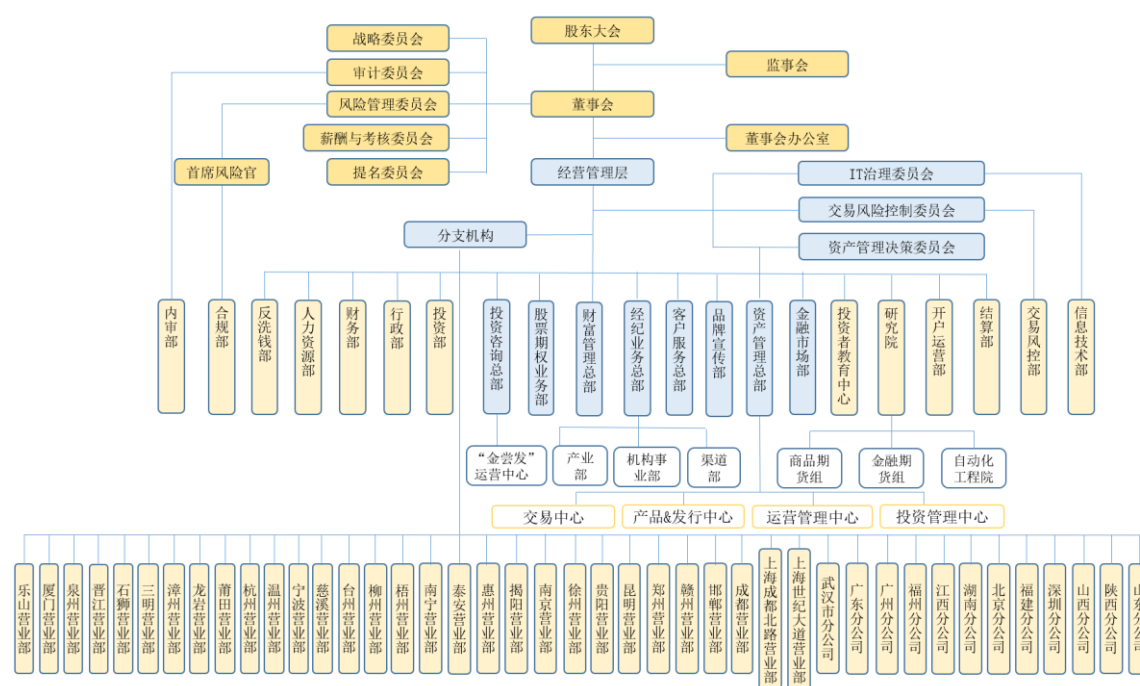 股东大会
战略委员会
监事会
审计委员会
风险管理委员会
董事会
薪酬与考核委员会
董事会办公室
首席风险官
提名委员会
经营管理层
IT治理委员会
交易风险控制委员会
分支机构
资产管理决策委员会
内审部
合规部
反洗钱部
人力资源部
财务部
行政部
投资部
投资咨询总部
股票期权业务部
财富管理总部
经纪业务总部
客户服务总部
品牌宣传部
资产管理总部
金融市场部
投资者教育中心
研究院
开户运营部
结算部
交易风控部
信息技术部
“金尝发”
运营中心
产业
部
机构事
业部
渠道
部
商品期
货组
金融期
货组
自动化
工程院
交易中心
产品&发行中心
运营管理中心
投资管理中心
乐山营业部
厦门营业部
泉州营业部
晋江营业部
石狮营业部
三明营业部
漳州营业部
龙岩营业部
莆田营业部
杭州营业部
温州营业部
宁波营业部
慈溪营业部
台州营业部
柳州营业部
梧州营业部
南宁营业部
泰安营业部
惠州营业部
揭阳营业部
南京营业部
徐州营业部
贵阳营业部
昆明营业部
郑州营业部
赣州营业部
邯郸营业部
成都营业部
上海成都北路营业部
上海世纪大道营业部
武汉市分公司
广东分公司
广州分公司
福州分公司
江西分公司
湖南分公司
北京分公司
福建分公司
深圳分公司
山西分公司
陕西分公司